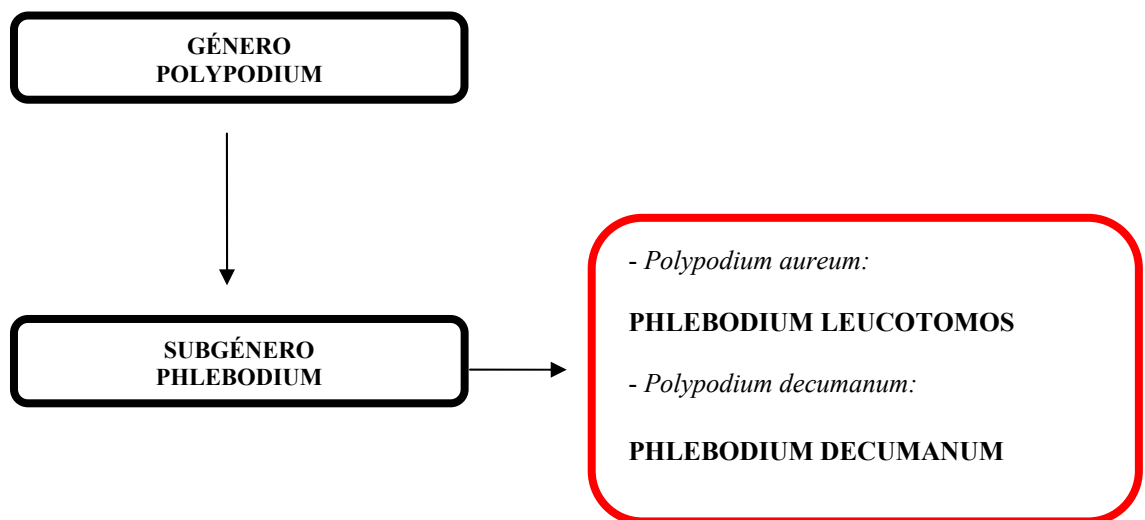 GÉNERO
POLYPODIUM
SUBGÉNERO
PHLEBODIUM
- Polypodium aureum:
PHLEBODIUM LEUCOTOMOS
- Polypodium decumanum:
PHLEBODIUM DECUMANUM